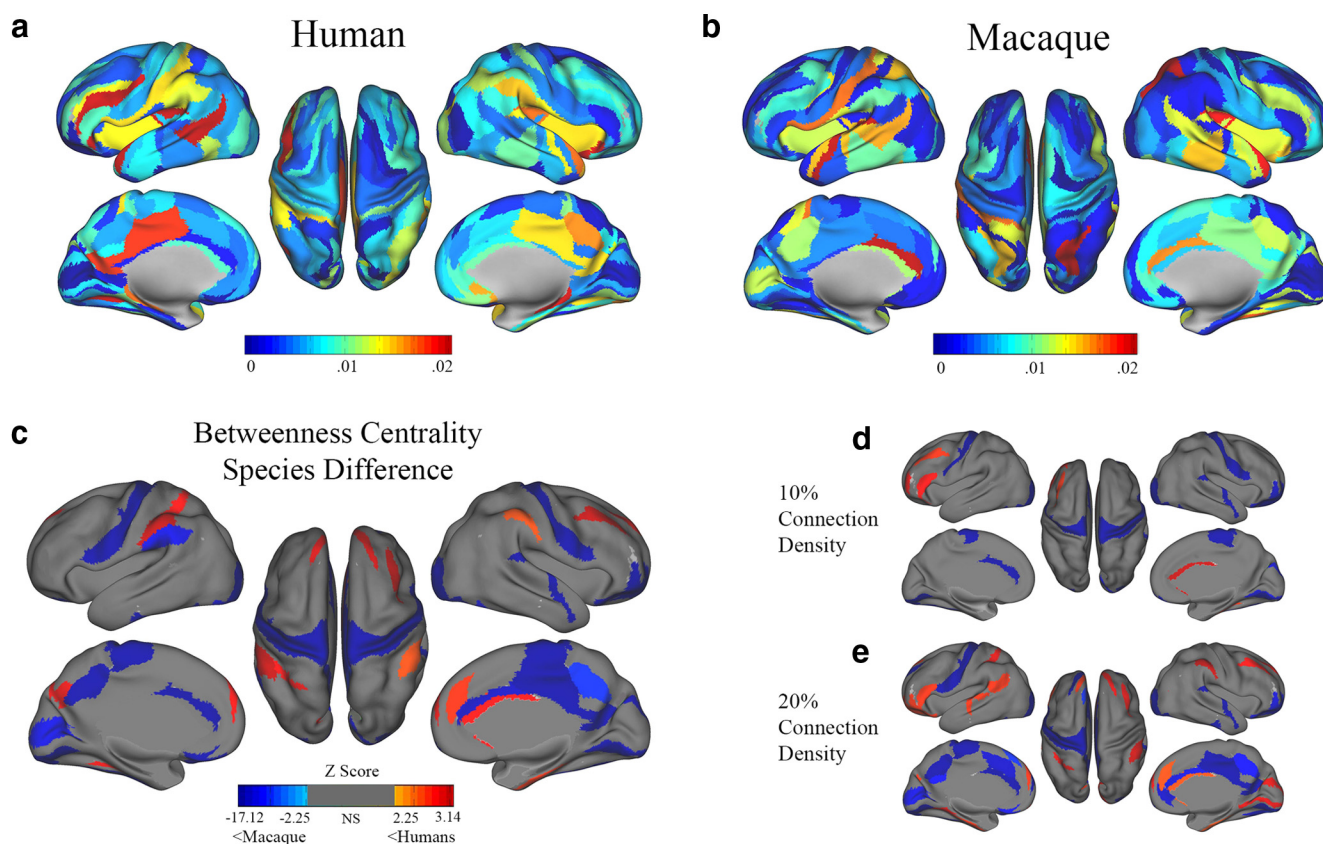 a
Human
b
Macaque
0 .01 .02
0 .01 .02
c
Betweenness Centrality
Species Difference
Z Score
-17.12 -2.25 NS 2.25 3.14
<Macaque <Humans
d
10%
Connection
Density
e
20%
Connection
Density